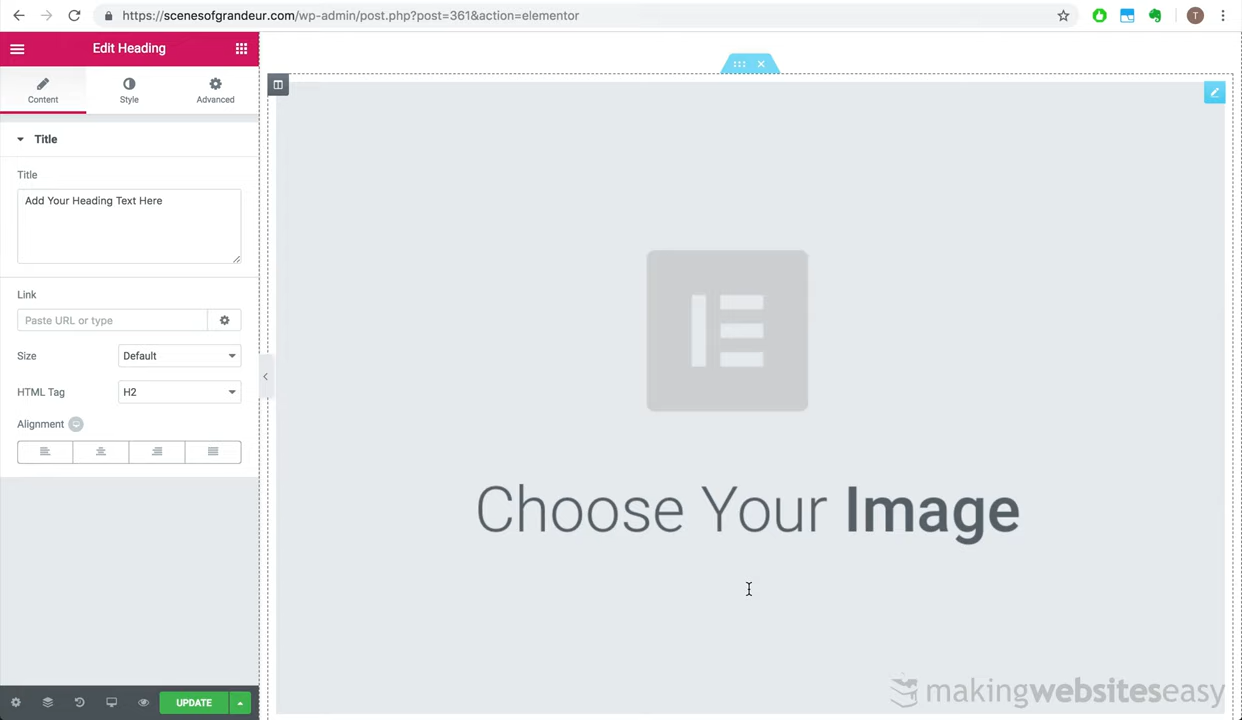 https://scenesofgrandeur.com/wp-admin/post.php?post=361&action=elementor
T
Edit Heading
Content
Style
Advanced
Title
Title
Add Your Heading Text Here
Link
Paste URL or type
Size
Default
HTML Tag
H2
Alignment
UPDATE
Choose Your Image
makingwebsiteseasy